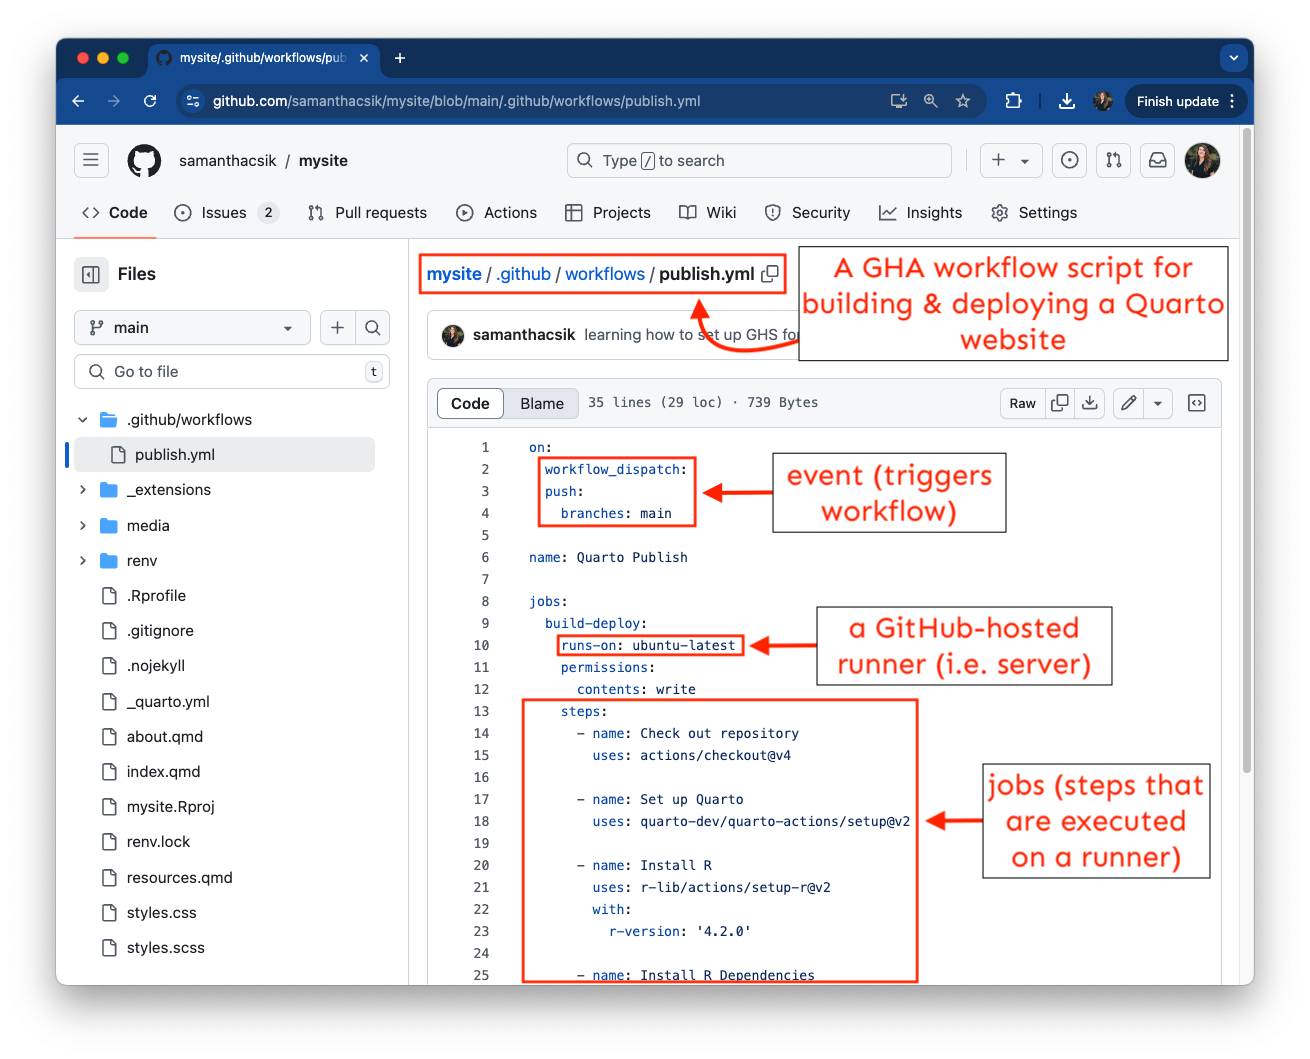 mysite/.github/workflows/pub
github.com/samanthacsik/mysite/blob/main/.github/workflows/publish.yml
Finish update
samanthacsik / mysite
Type / to search
Code
Issues 2
Pull requests
Actions
Projects
Wiki
Security
Insights
Settings
Files
main
Go to file
t
.github/workflows
publish.yml
_extensions
media
renv
.Rprofile
.gitignore
.nojekyll
_quarto.yml
about.qmd
index.qmd
mysite.Rproj
renv.lock
resources.qmd
styles.css
styles.scss
mysite / .github / workflows / publish.yml
A GHA workflow script for
building & deploying a Quarto
website
samanthacsik learning how to set up GHS fo
Code
Blame
35 lines (29 loc) · 739 Bytes
Raw
1 on:
2 workflow_dispatch:
3 push:
4 branches: main
5
6 name: Quarto Publish
7
8 jobs:
9 build-deploy:
10 runs-on: ubuntu-latest
11 permissions:
12 contents: write
13 steps:
14 - name: Check out repository
15 uses: actions/checkout@v4
16
17 - name: Set up Quarto
18 uses: quarto-dev/quarto-actions/setup@v2
19
20 - name: Install R
21 uses: r-lib/actions/setup-r@v2
22 with:
23 r-version: '4.2.0'
24
25 - name: Install R Dependencies
event (triggers
workflow)
a GitHub-hosted
runner (i.e. server)
jobs (steps that
are executed
on a runner)